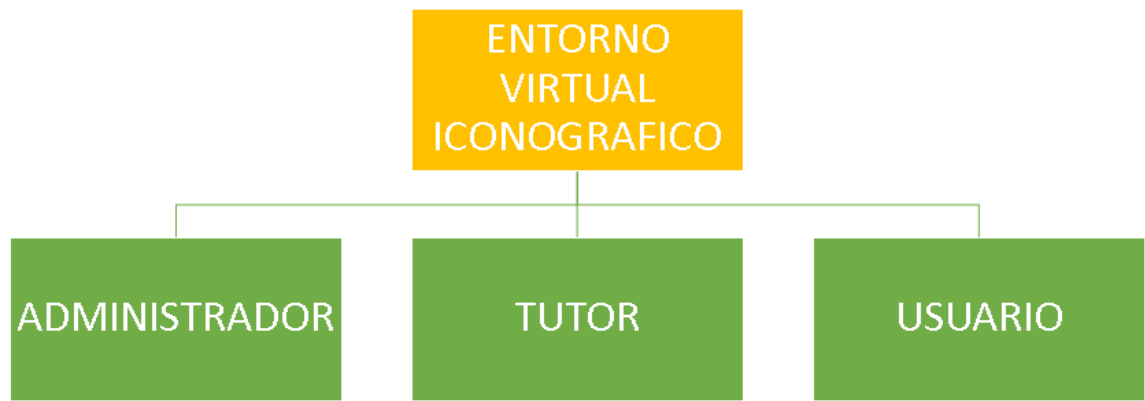 ENTORNO
VIRTUAL
ICONOGRAFICO
ADMINISTRADOR
TUTOR
USUARIO